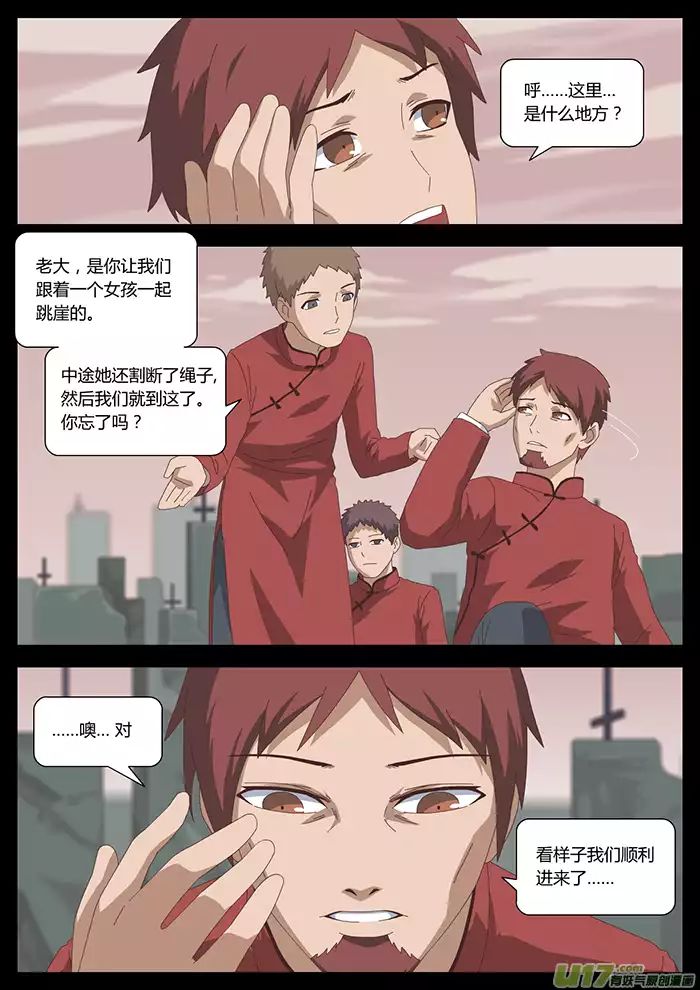 呼……这里…
是什么地方？
老大，是你让我们
跟着一个女孩一起
跳崖的。
中途她还割断了绳子,
然后我们就到这了。
你忘了吗？
……噢… 对
看样子我们顺利
进来了……
U17.com
有妖气原创漫画